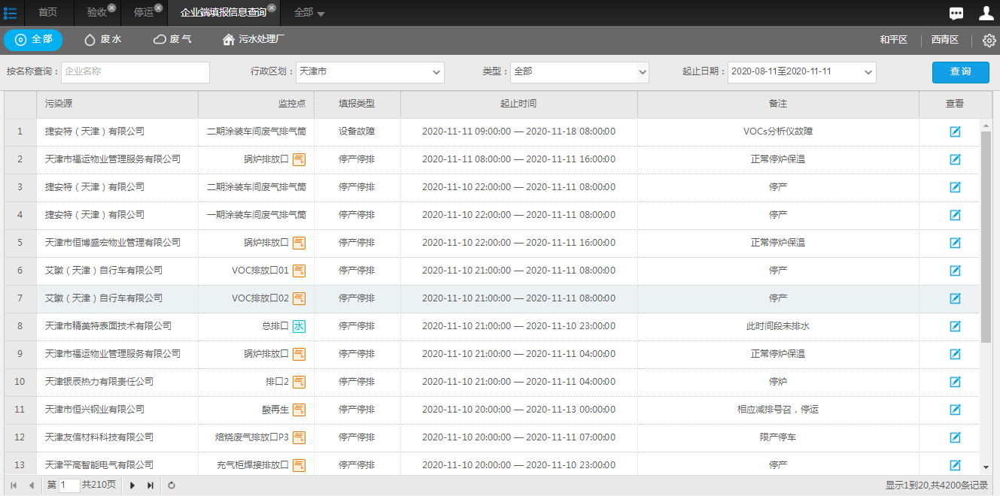 首页 验收 停运 企业端填报信息查询 全部
全部 废水 废气 污水处理厂 和平区 西青区
按名称查询： 企业名称 行政区划： 天津市 类型： 全部 起止日期： 2020-08-11至2020-11-11 查询
污染源 监控点 填报类型 起止时间 备注 查看
1 捷安特（天津）有限公司 二期涂装车间废气排气筒 设备故障 2020-11-11 09:00:00 — 2020-11-18 08:00:00 VOCs分析仪故障
2 天津市福运物业管理服务有限公司 锅炉排放口 气 停产停排 2020-11-11 08:00:00 — 2020-11-11 16:00:00 正常停炉保温
3 捷安特（天津）有限公司 二期涂装车间废气排气筒 停产停排 2020-11-10 22:00:00 — 2020-11-11 08:00:00 停产
4 捷安特（天津）有限公司 一期涂装车间废气排气筒 停产停排 2020-11-10 22:00:00 — 2020-11-11 08:00:00 停产
5 天津市恒博盛宏物业管理有限公司 锅炉排放口 气 停产停排 2020-11-10 22:00:00 — 2020-11-11 16:00:00 正常停炉保温
6 艾鏾（天津）自行车有限公司 VOC排放口01 气 停产停排 2020-11-10 21:00:00 — 2020-11-11 08:00:00 停产
7 艾鏾（天津）自行车有限公司 VOC排放口02 气 停产停排 2020-11-10 21:00:00 — 2020-11-11 08:00:00 停产
8 天津市精美特表面技术有限公司 总排口 水 停产停排 2020-11-10 21:00:00 — 2020-11-10 23:00:00 此时间段未排水
9 天津市福运物业管理服务有限公司 锅炉排放口 气 停产停排 2020-11-10 21:00:00 — 2020-11-11 04:00:00 正常停炉保温
10 天津银辰热力有限责任公司 排口2 气 停产停排 2020-11-10 21:00:00 — 2020-11-11 04:00:00 停炉
11 天津市恒兴钢业有限公司 酸再生 气 停产停排 2020-11-10 20:00:00 — 2020-11-13 00:00:00 相应减排号召，停运
12 天津友信材料科技有限公司 焙烧废气排放口P3 气 停产停排 2020-11-10 20:00:00 — 2020-11-11 07:00:00 限产停车
13 天津平高智能电气有限公司 充气柜焊接排放口 气 停产停排 2020-11-10 20:00:00 — 2020-11-10 23:00:00 停产
第 1 共210页 显示1到20,共4200条记录